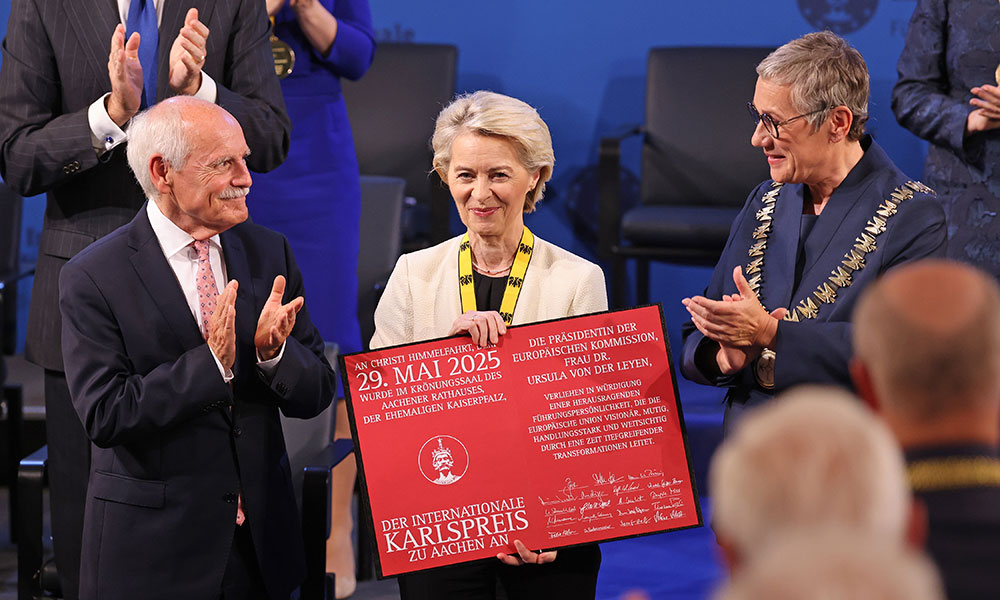 AN CHRISTI HIMMELFAHRT, DEM
29. MAI 2025
WURDE IM KRÖNUNGSSAAL DES
AACHENER RATHAUSES,
DER EHEMALIGEN KAISERPFALZ,
DER INTERNATIONALE
KARLSPREIS
ZU AACHEN AN
DIE PRÄSIDENTIN DER
EUROPÄISCHEN KOMMISSION,
FRAU DR.
URSULA VON DER LEYEN,
VERLIEHEN IN WÜRDIGUNG
EINER HERAUSRAGENDEN
FÜHRUNGSPERSÖNLICHKEIT, DIE DIE
EUROPÄISCHE UNION VISIONÄR, MUTIG,
HANDLUNGSSTARK UND WEITSICHTIG
DURCH EINE ZEIT TIEFGREIFENDER
TRANSFORMATIONEN LEITET.